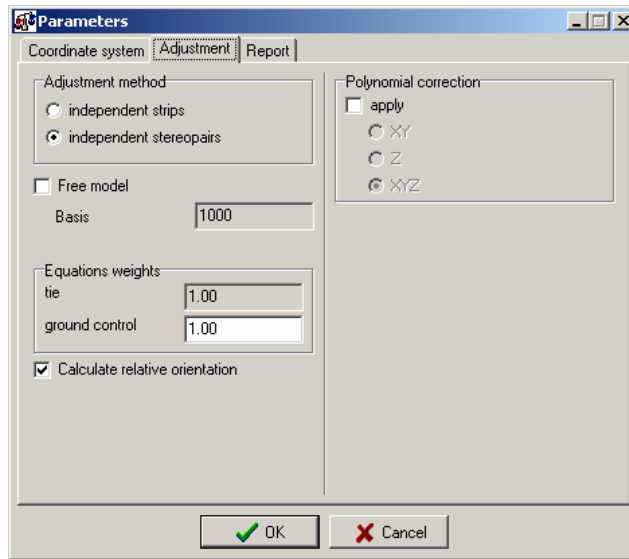 Parameters
Coordinate system Adjustment Report
Adjustment method
independent strips
independent stereopairs
Free model
Basis 1000
Equations weights
tie 1.00
ground control 1.00
Calculate relative orientation
Polynomial correction
apply
XY
Z
XYZ
OK Cancel